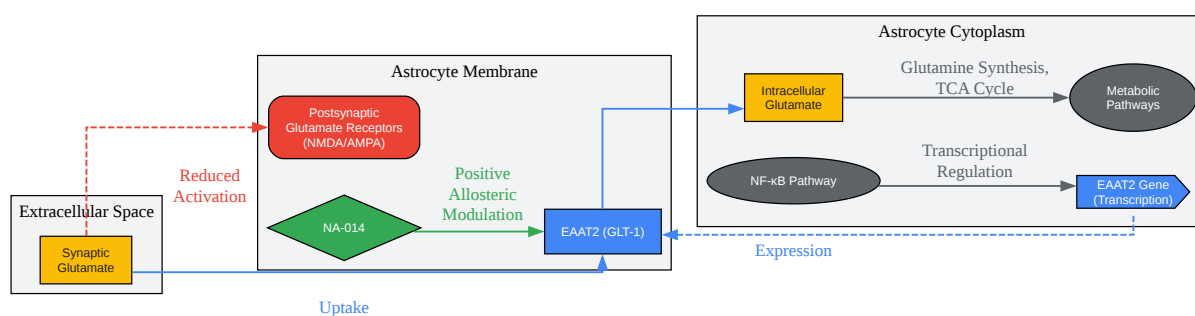 Astrocyte Cytoplasm
Astrocyte Membrane
Glutamine Synthesis,
TCA Cycle
Intracellular
Glutamate
Metabolic
Pathways
Postsynaptic
Glutamate Receptors
(NMDA/AMPA)
Transcriptional
Regulation
Reduced
Activation
Positive
Allosteric
Modulation
NF-κB Pathway
EAAT2 Gene
(Transcription)
Extracellular Space
NA-014
EAAT2 (GLT-1)
Synaptic
Glutamate
Expression
Uptake